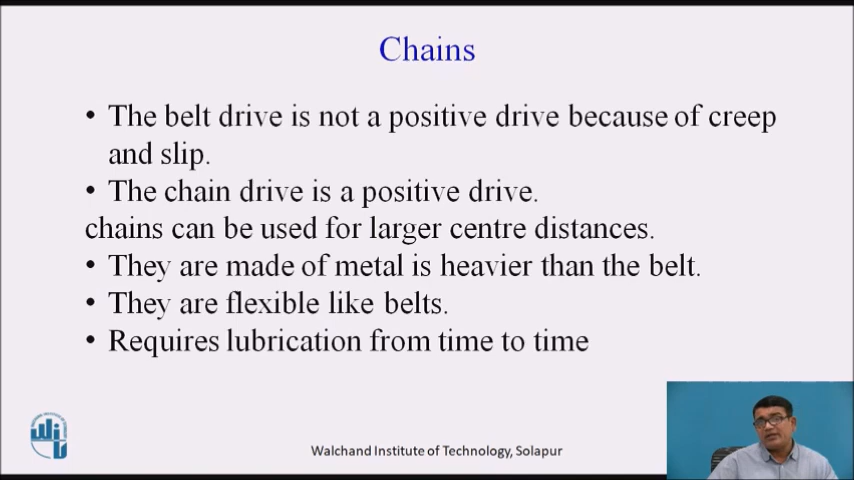 Chains
• The belt drive is not a positive drive because of creep
and slip.
• The chain drive is a positive drive.
chains can be used for larger centre distances.
• They are made of metal is heavier than the belt.
• They are flexible like belts.
• Requires lubrication from time to time
Walchand Institute of Technology, Solapur